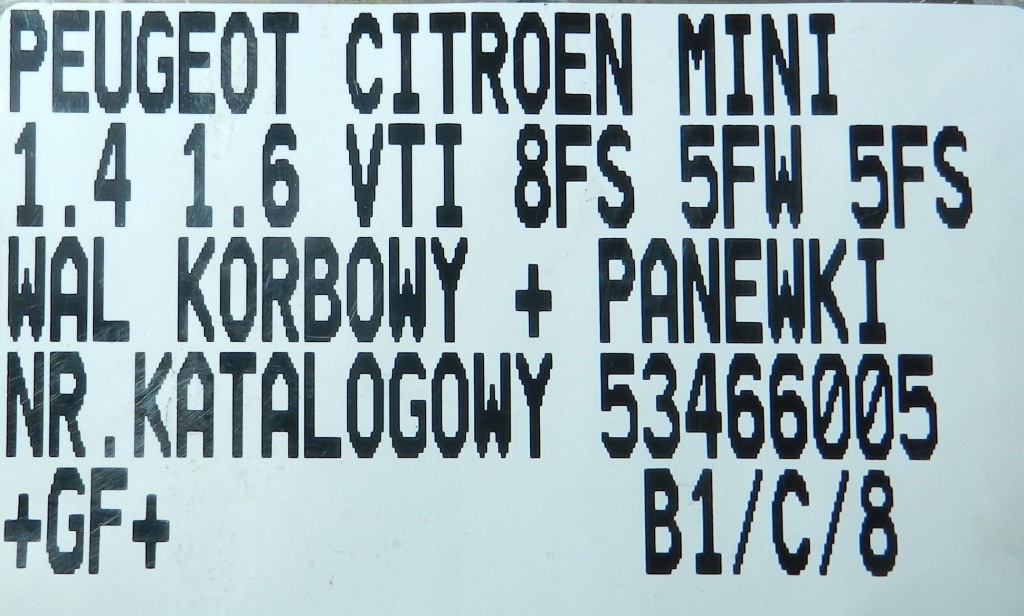 PEUGEOT CITROEN MINI
1.4 1.6 VTI 8FS 5FW 5FS
WAL KORBOWY + PANEWKI
NR.KATALOGOWY 53466005
+GF+ B1/C/8